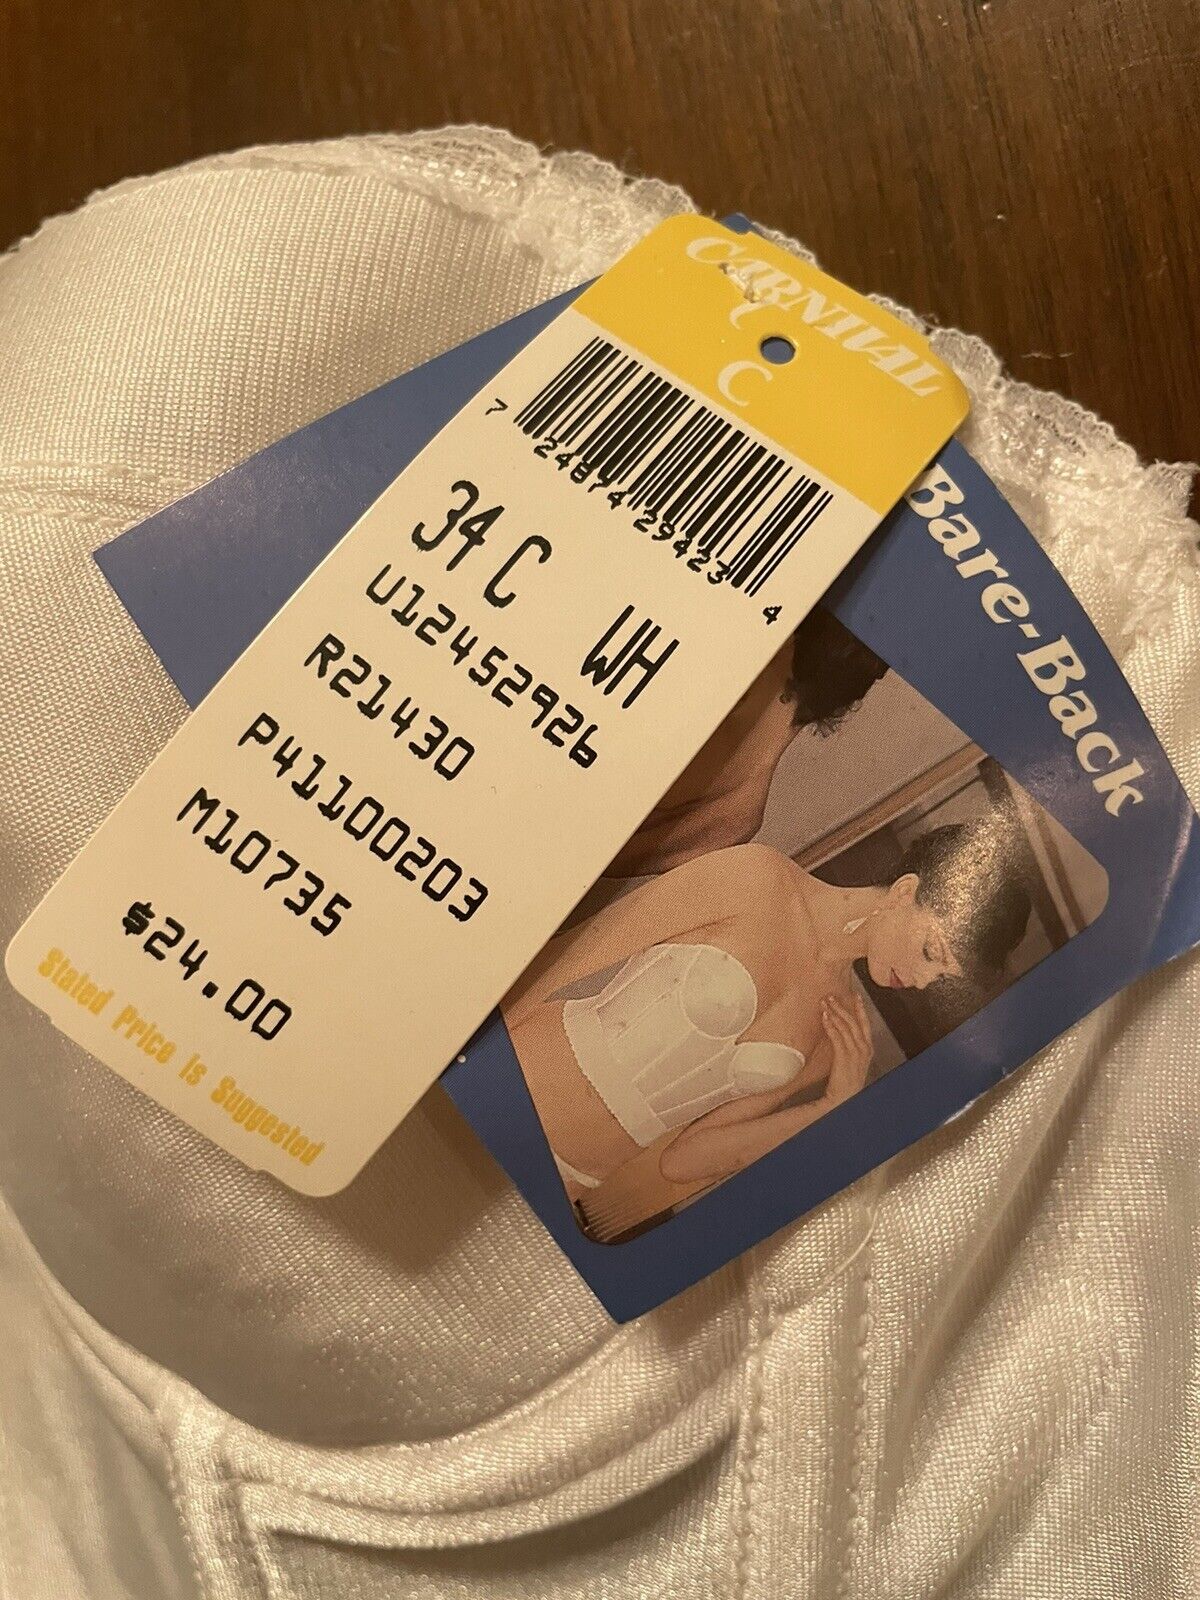 CARNIVAL
C
7 24874 29423 4
34 C WH
U12452926
R21430
P41100203
M10735
$24.00
Stated Price is Suggested
Bare-Back